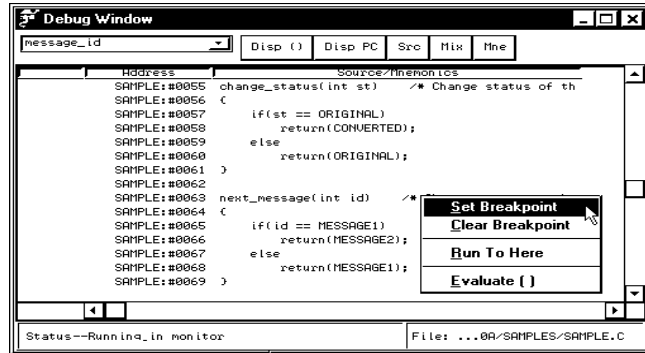 Debug Window
message_id Disp () Disp PC Src Mix Mne
Address Source/Mnemonics
SAMPLE:#0055 change_status(int st) /* Change status of th
SAMPLE:#0056 {
SAMPLE:#0057 if(st == ORIGINAL)
SAMPLE:#0058 return(CONVERTED);
SAMPLE:#0059 else
SAMPLE:#0060 return(ORIGINAL);
SAMPLE:#0061 }
SAMPLE:#0062
SAMPLE:#0063 next_message(int id) /*
SAMPLE:#0064 {
SAMPLE:#0065 if(id == MESSAGE1)
SAMPLE:#0066 return(MESSAGE2);
SAMPLE:#0067 else
SAMPLE:#0068 return(MESSAGE1);
SAMPLE:#0069 }
Set Breakpoint
Clear Breakpoint
Run To Here
Evaluate ( )
Status--Running in monitor File: ...0A/SAMPLES/SAMPLE.C